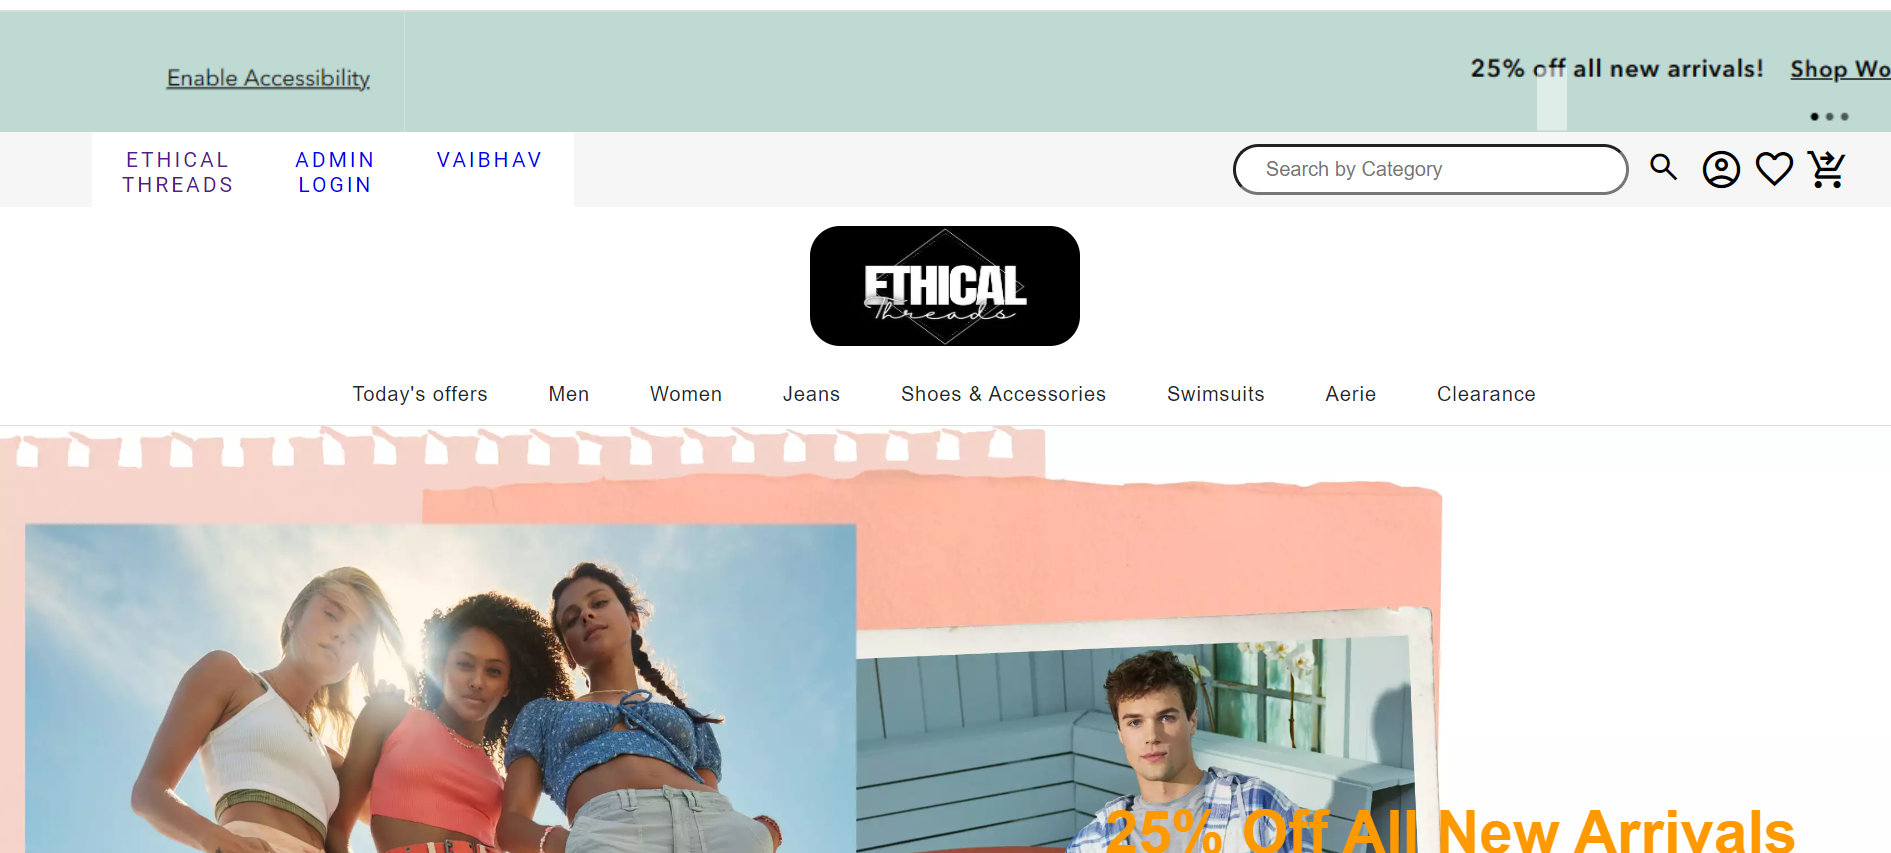 Enable Accessibility
25% off all new arrivals! Shop Wo
ETHICAL THREADS
ADMIN LOGIN
VAIBHAV
Search by Category
ETHICAL
Threads
Today's offers Men Women Jeans Shoes & Accessories Swimsuits Aerie Clearance
25% Off All New Arrivals